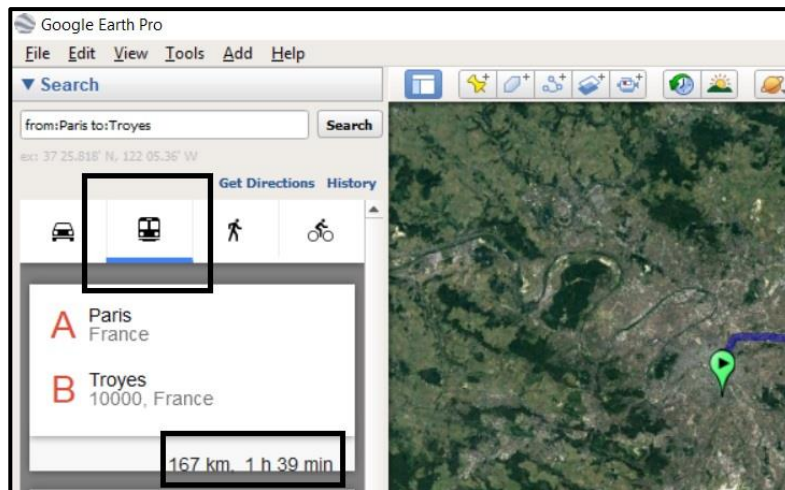 Google Earth Pro
File Edit View Tools Add Help
▼ Search
from:Paris to:Troyes Search
ex: 37 25.818' N, 122 05.36' W
Get Directions History
A Paris
France
B Troyes
10000, France
167 km, 1 h 39 min